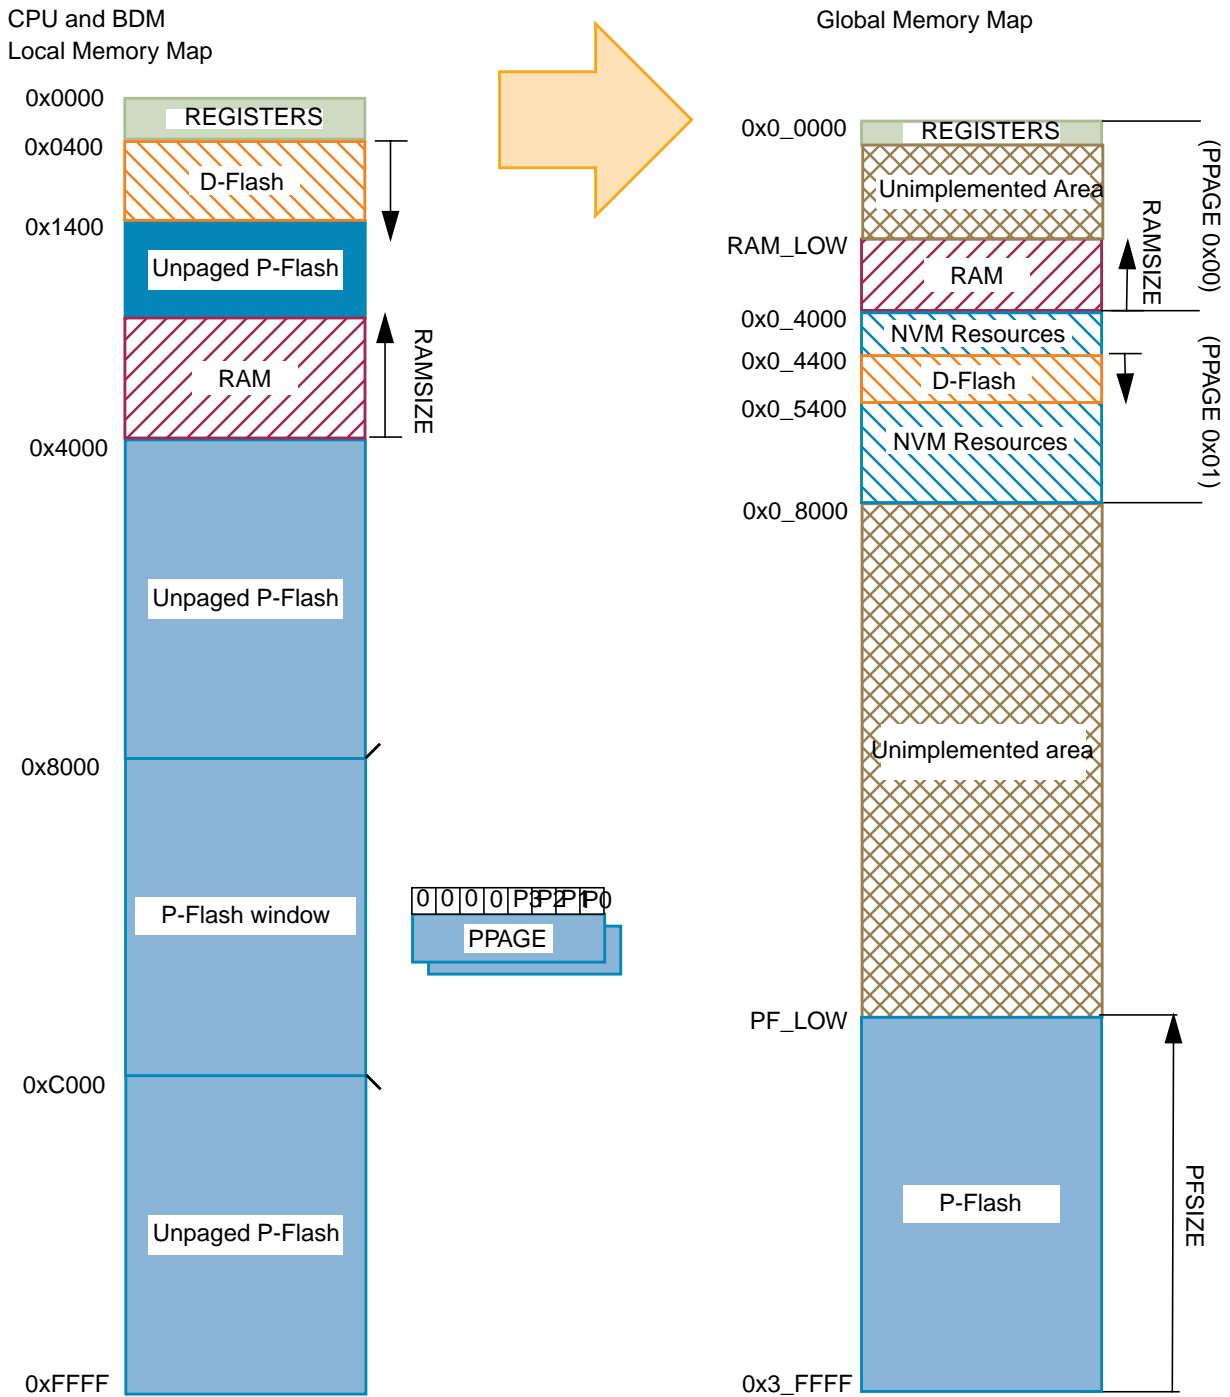 CPU and BDM
Local Memory Map
Global Memory Map
0x0000
REGISTERS
0x0400
D-Flash
0x1400
Unpaged P-Flash
RAM
RAMSIZE
0x4000
Unpaged P-Flash
0x8000
P-Flash window
0 0 0 0 P3 P2 P1 P0
PPAGE
0xC000
Unpaged P-Flash
0xFFFF
0x0_0000
REGISTERS
Unimplemented Area
(PPAGE 0x00)
RAM_LOW
RAM
RAMSIZE
0x0_4000
NVM Resources
0x0_4400
D-Flash
(PPAGE 0x01)
0x0_5400
NVM Resources
0x0_8000
Unimplemented area
PF_LOW
P-Flash
PFSIZE
0x3_FFFF